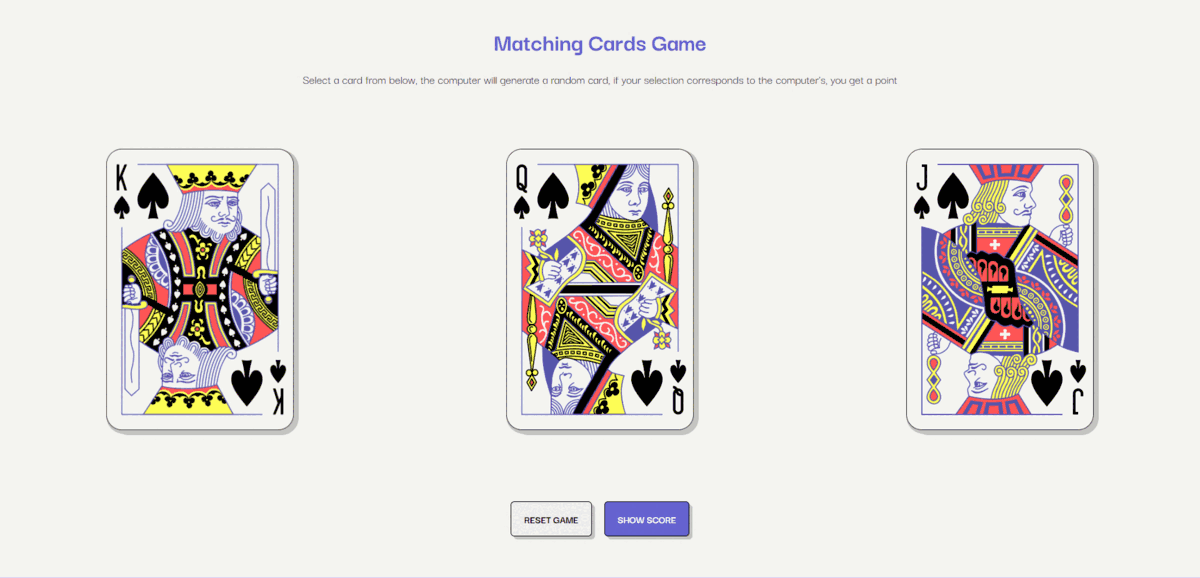 Matching Cards Game
Select a card from below, the computer will generate a random card, if your selection corresponds to the computer's, you get a point
K
Q
J
K
Q
J
RESET GAME
SHOW SCORE